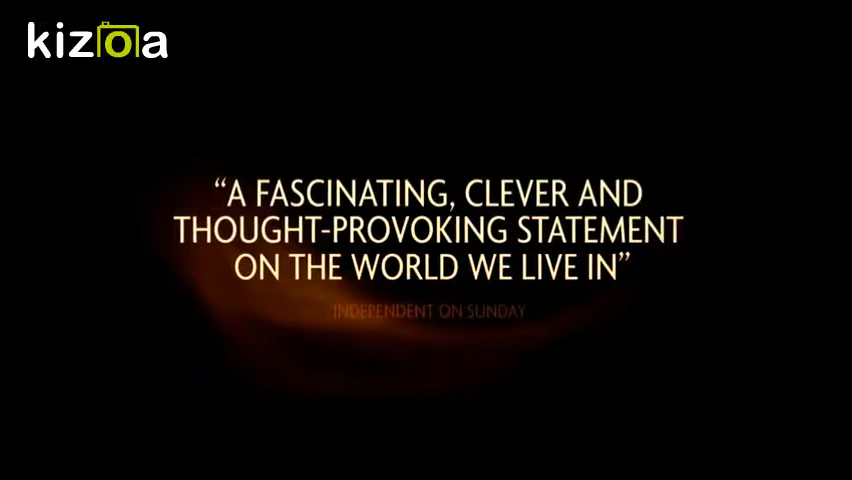 kizoa
“A FASCINATING, CLEVER AND
THOUGHT-PROVOKING STATEMENT
ON THE WORLD WE LIVE IN”
INDEPENDENT ON SUNDAY